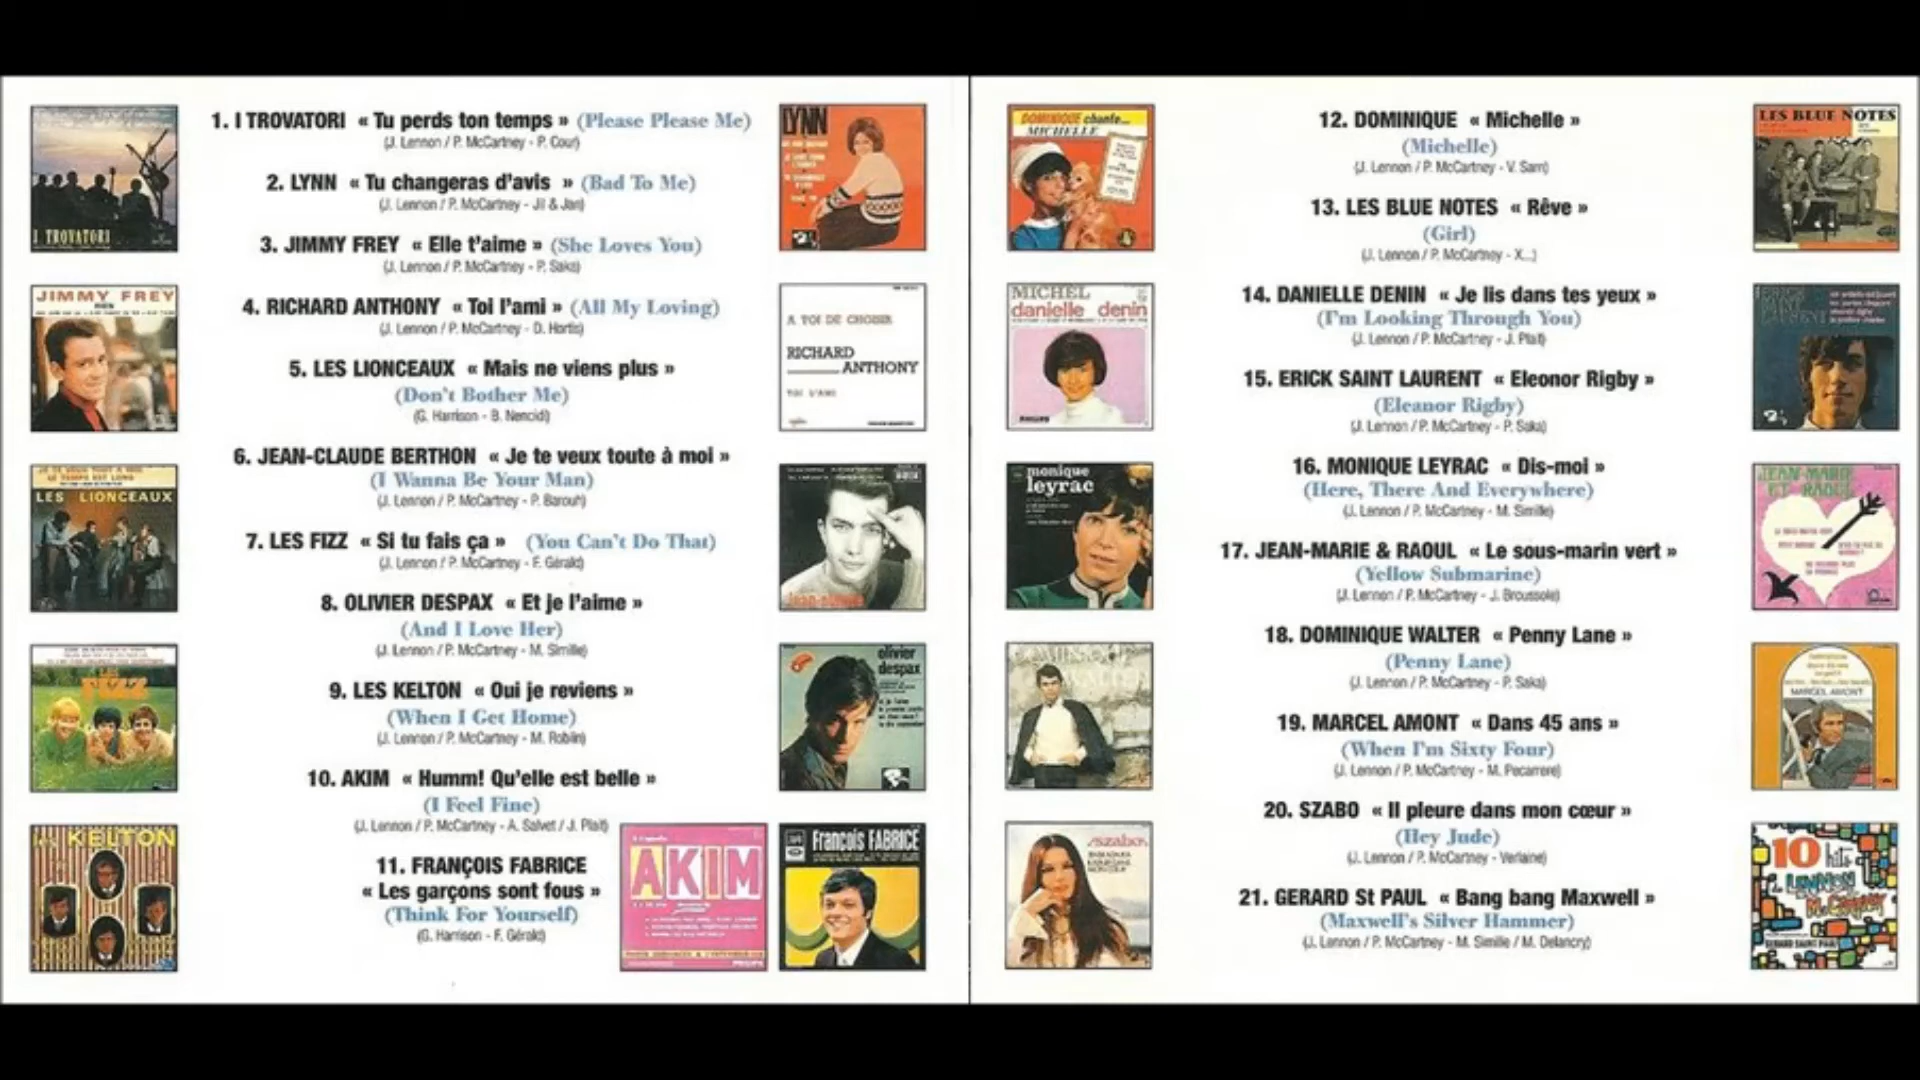 1. I TROVATORI « Tu perds ton temps » (Please Please Me)
(J. Lennon / P. McCartney - P. Cour)
2. LYNN « Tu changeras d'avis » (Bad To Me)
(J. Lennon / P. McCartney - Jil & Jan)
3. JIMMY FREY « Elle t'aime » (She Loves You)
(J. Lennon / P. McCartney - P. Saka)
4. RICHARD ANTHONY « Toi l'ami » (All My Loving)
(J. Lennon / P. McCartney - D. Hortis)
5. LES LIONCEAUX « Mais ne viens plus »
(Don't Bother Me)
(G. Harrison - B. Nencioli)
6. JEAN-CLAUDE BERTHON « Je te veux toute à moi »
(I Wanna Be Your Man)
(J. Lennon / P. McCartney - P. Barouh)
7. LES FIZZ « Si tu fais ça » (You Can't Do That)
(J. Lennon / P. McCartney - F. Gérald)
8. OLIVIER DESPAX « Et je l'aime »
(And I Love Her)
(J. Lennon / P. McCartney - M. Simille)
9. LES KELTON « Oui je reviens »
(When I Get Home)
(J. Lennon / P. McCartney - M. Roblin)
10. AKIM « Humm! Qu'elle est belle »
(I Feel Fine)
(J. Lennon / P. McCartney - A. Salvet / J. Plait)
11. FRANÇOIS FABRICE
« Les garçons sont fous »
(Think For Yourself)
(G. Harrison - F. Gérald)
I TROVATORI
JIMMY FREY
LES LIONCEAUX
FIZZ
KELTON
LYNN
A TOI DE CHOISIR
RICHARD
ANTHONY
TOI L'AMI
olivier
despax
AKIM
François FABRICE
12. DOMINIQUE « Michelle »
(Michelle)
(J. Lennon / P. McCartney - V. Sam)
13. LES BLUE NOTES « Rêve »
(Girl)
(J. Lennon / P. McCartney - X...)
14. DANIELLE DENIN « Je lis dans tes yeux »
(I'm Looking Through You)
(J. Lennon / P. McCartney - J. Plait)
15. ERICK SAINT LAURENT « Eleonor Rigby »
(Eleanor Rigby)
(J. Lennon / P. McCartney - P. Saka)
16. MONIQUE LEYRAC « Dis-moi »
(Here, There And Everywhere)
(J. Lennon / P. McCartney - M. Simille)
17. JEAN-MARIE & RAOUL « Le sous-marin vert »
(Yellow Submarine)
(J. Lennon / P. McCartney - J. Broussole)
18. DOMINIQUE WALTER « Penny Lane »
(Penny Lane)
(J. Lennon / P. McCartney - P. Saka)
19. MARCEL AMONT « Dans 45 ans »
(When I'm Sixty Four)
(J. Lennon / P. McCartney - M. Pecarrere)
20. SZABO « Il pleure dans mon cœur »
(Hey Jude)
(J. Lennon / P. McCartney - Verlaine)
21. GERARD St PAUL « Bang bang Maxwell »
(Maxwell's Silver Hammer)
(J. Lennon / P. McCartney - M. Simille / M. Delancry)
DOMINIQUE chante...
MICHELLE
MICHEL
danielle denin
monique
leyrac
WALTER
szabo
LES BLUE NOTES
JEAN-MARIE
ET RAOUL
MARCEL AMONT
10 hits
LENNON
McCartney
GERARD SAINT PAUL